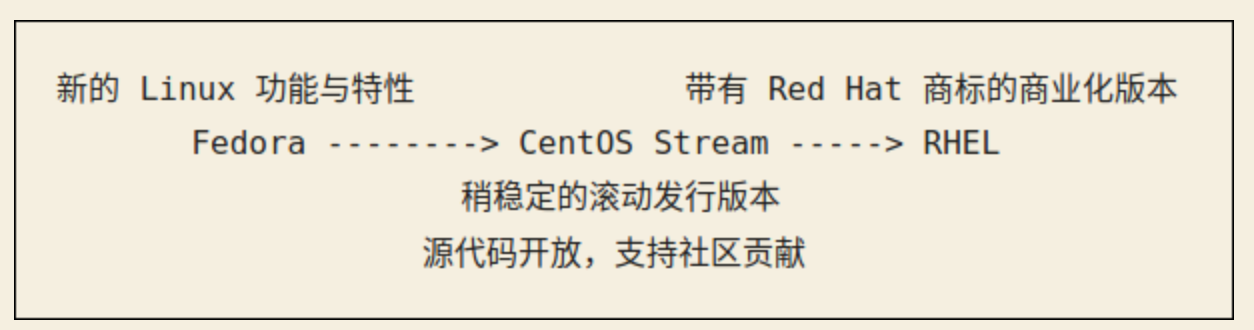 新的 Linux 功能与特性 带有 Red Hat 商标的商业化版本
Fedora --------> CentOS Stream -----> RHEL
稍稳定的滚动发行版本
源代码开放，支持社区贡献